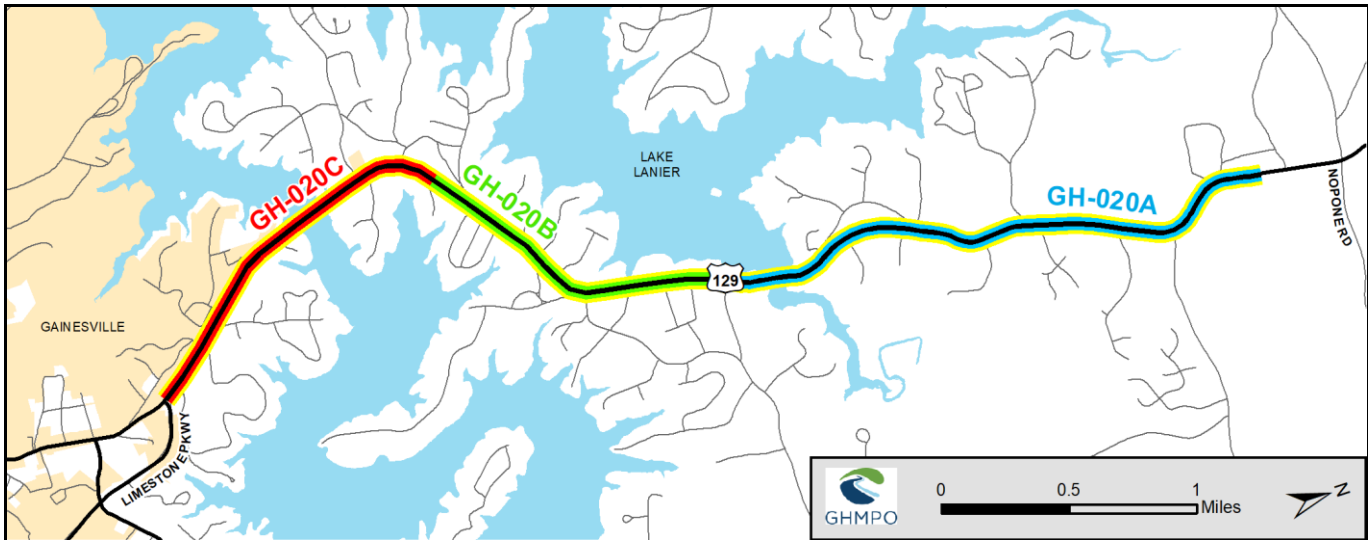 GH-020C
GH-020B
LAKE
LANIER
GH-020A
NOPONE RD
129
GAINESVILLE
LIMESTONE PKWY
GHMPO
0 0.5 1
Miles
N